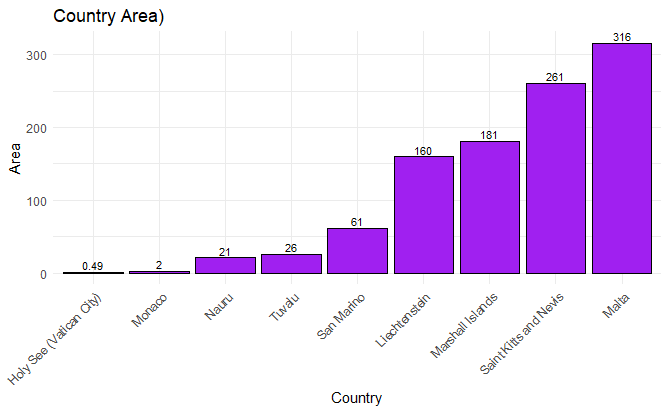 Country Area)
Area
300
200
100
0
0.49
2
21
26
61
160
181
261
316
Holy See (Vatican City)
Monaco
Nauru
Tuvalu
San Marino
Liechtenstein
Marshall Islands
Saint Kitts and Nevis
Malta
Country